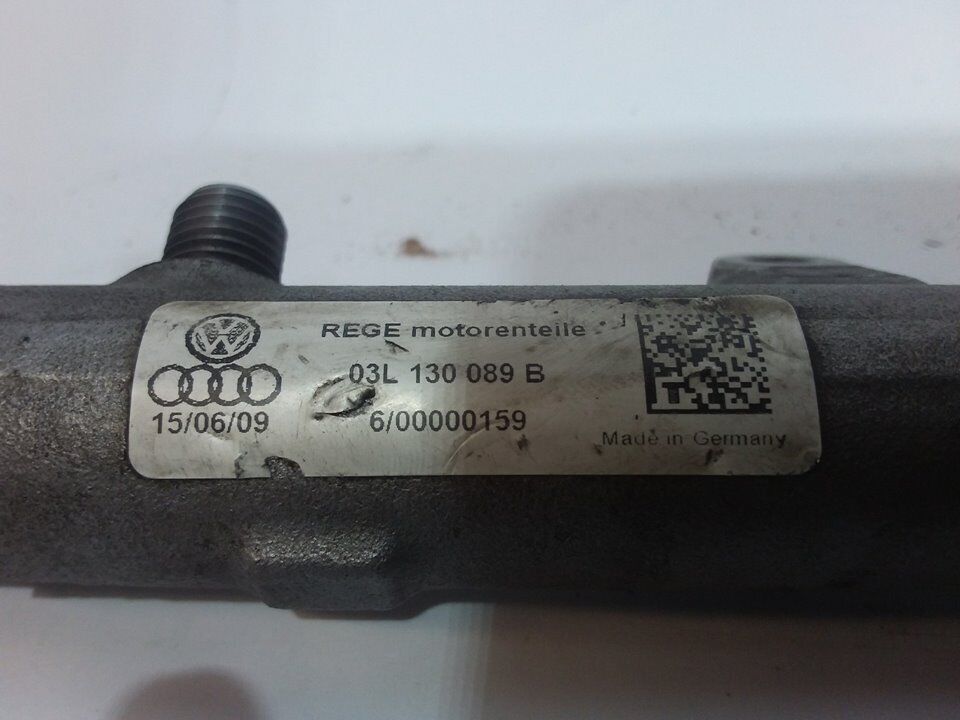 REGE motorenteile
03L 130 089 B
15/06/09
6/00000159
Made in Germany